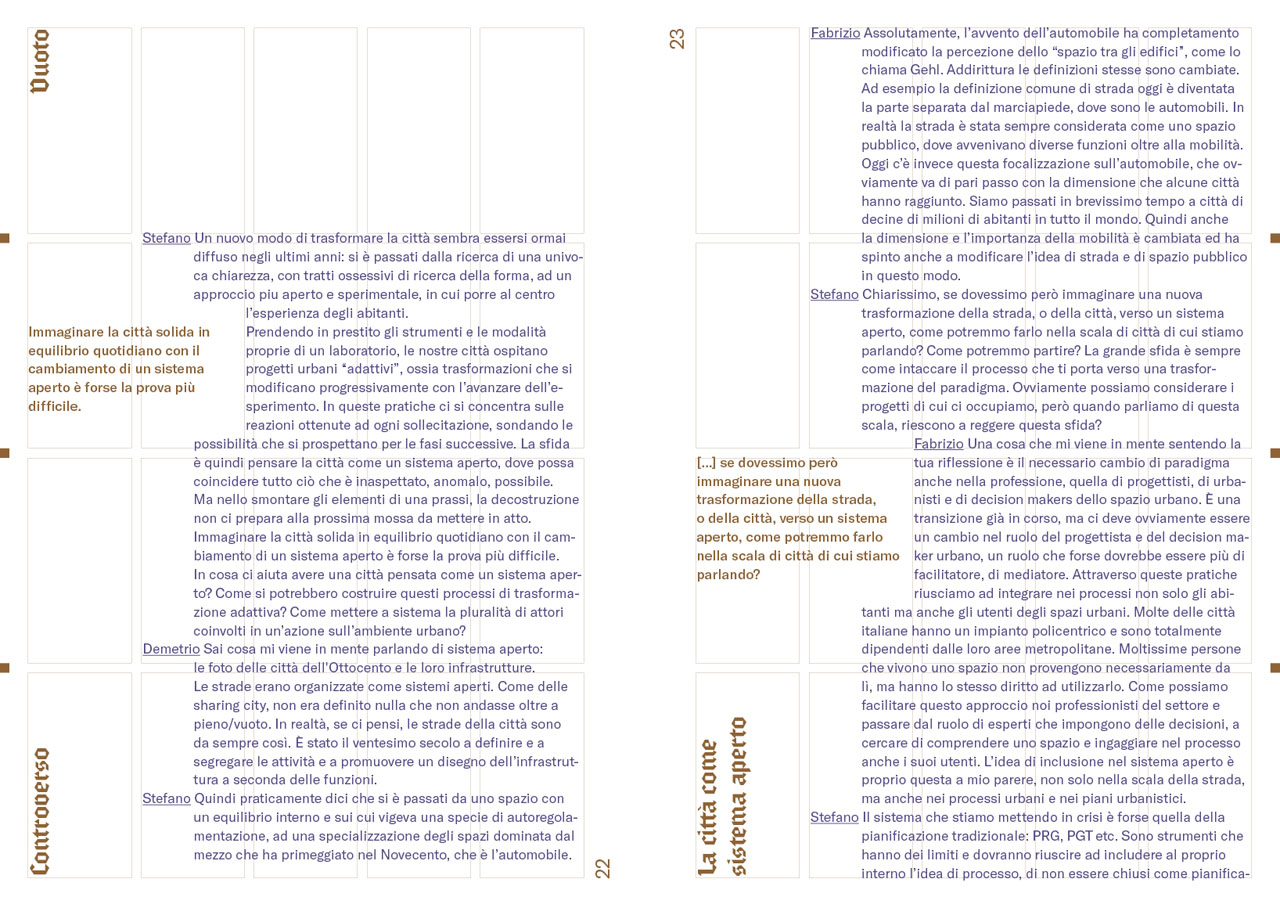 Vuoto
Stefano Un nuovo modo di trasformare la città sembra essersi ormai
diffuso negli ultimi anni: si è passati dalla ricerca di una univo-
ca chiarezza, con tratti ossessivi di ricerca della forma, ad un
approccio piu aperto e sperimentale, in cui porre al centro
l'esperienza degli abitanti.
Immaginare la città solida in
equilibrio quotidiano con il
cambiamento di un sistema
aperto è forse la prova più
difficile.
Prendendo in prestito gli strumenti e le modalità
proprie di un laboratorio, le nostre città ospitano
progetti urbani “adattivi”, ossia trasformazioni che si
modificano progressivamente con l’avanzare dell’e-
sperimento. In queste pratiche ci si concentra sulle
reazioni ottenute ad ogni sollecitazione, sondando le
possibilità che si prospettano per le fasi successive. La sfida
è quindi pensare la città come un sistema aperto, dove possa
coincidere tutto ciò che è inaspettato, anomalo, possibile.
Ma nello smontare gli elementi di una prassi, la decostruzione
non ci prepara alla prossima mossa da mettere in atto.
Immaginare la città solida in equilibrio quotidiano con il cam-
biamento di un sistema aperto è forse la prova più difficile.
In cosa ci aiuta avere una città pensata come un sistema aper-
to? Come si potrebbero costruire questi processi di trasforma-
zione adattiva? Come mettere a sistema la pluralità di attori
coinvolti in un’azione sull’ambiente urbano?
Demetrio Sai cosa mi viene in mente parlando di sistema aperto:
le foto delle città dell'Ottocento e le loro infrastrutture.
Le strade erano organizzate come sistemi aperti. Come delle
sharing city, non era definito nulla che non andasse oltre a
pieno/vuoto. In realtà, se ci pensi, le strade della città sono
da sempre così. È stato il ventesimo secolo a definire e a
segregare le attività e a promuovere un disegno dell’infrastrut-
tura a seconda delle funzioni.
Stefano Quindi praticamente dici che si è passati da uno spazio con
un equilibrio interno e sui cui vigeva una specie di autoregola-
mentazione, ad una specializzazione degli spazi dominata dal
mezzo che ha primeggiato nel Novecento, che è l’automobile.
Controverso
22
23
Fabrizio Assolutamente, l’avvento dell’automobile ha completamento
modificato la percezione dello “spazio tra gli edifici”, come lo
chiama Gehl. Addirittura le definizioni stesse sono cambiate.
Ad esempio la definizione comune di strada oggi è diventata
la parte separata dal marciapiede, dove sono le automobili. In
realtà la strada è stata sempre considerata come uno spazio
pubblico, dove avvenivano diverse funzioni oltre alla mobilità.
Oggi c’è invece questa focalizzazione sull’automobile, che ov-
viamente va di pari passo con la dimensione che alcune città
hanno raggiunto. Siamo passati in brevissimo tempo a città di
decine di milioni di abitanti in tutto il mondo. Quindi anche
la dimensione e l’importanza della mobilità è cambiata ed ha
spinto anche a modificare l’idea di strada e di spazio pubblico
in questo modo.
Stefano Chiarissimo, se dovessimo però immaginare una nuova
trasformazione della strada, o della città, verso un sistema
aperto, come potremmo farlo nella scala di città di cui stiamo
parlando? Come potremmo partire? La grande sfida è sempre
come intaccare il processo che ti porta verso una trasfor-
mazione del paradigma. Ovviamente possiamo considerare i
progetti di cui ci occupiamo, però quando parliamo di questa
scala, riescono a reggere questa sfida?
[...] se dovessimo però
immaginare una nuova
trasformazione della strada,
o della città, verso un sistema
aperto, come potremmo farlo
nella scala di città di cui stiamo
parlando?
Fabrizio Una cosa che mi viene in mente sentendo la
tua riflessione è il necessario cambio di paradigma
anche nella professione, quella di progettisti, di urba-
nisti e di decision makers dello spazio urbano. È una
transizione già in corso, ma ci deve ovviamente essere
un cambio nel ruolo del progettista e del decision ma-
ker urbano, un ruolo che forse dovrebbe essere più di
facilitatore, di mediatore. Attraverso queste pratiche
riusciamo ad integrare nei processi non solo gli abi-
tanti ma anche gli utenti degli spazi urbani. Molte delle città
italiane hanno un impianto policentrico e sono totalmente
dipendenti dalle loro aree metropolitane. Moltissime persone
che vivono uno spazio non provengono necessariamente da
lì, ma hanno lo stesso diritto ad utilizzarlo. Come possiamo
facilitare questo approccio noi professionisti del settore e
passare dal ruolo di esperti che impongono delle decisioni, a
cercare di comprendere uno spazio e ingaggiare nel processo
anche i suoi utenti. L’idea di inclusione nel sistema aperto è
proprio questa a mio parere, non solo nella scala della strada,
ma anche nei processi urbani e nei piani urbanistici.
Stefano Il sistema che stiamo mettendo in crisi è forse quella della
pianificazione tradizionale: PRG, PGT etc. Sono strumenti che
hanno dei limiti e dovranno riuscire ad includere al proprio
interno l’idea di processo, di non essere chiusi come pianifica-
La città come
sistema aperto